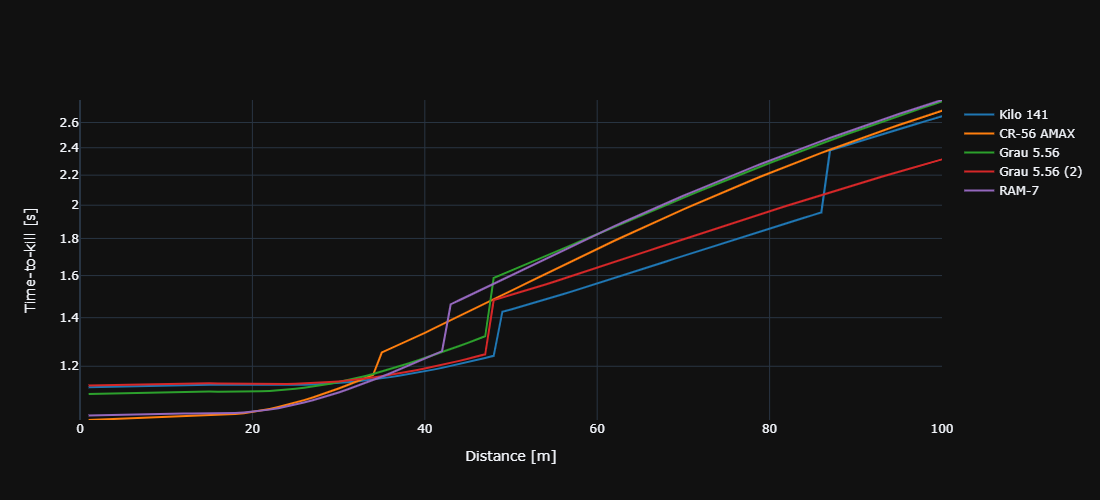 2.6
2.4
2.2
2
1.8
1.6
1.4
1.2
Time-to-kill [s]
0 20 40 60 80 100
Distance [m]
Kilo 141
CR-56 AMAX
Grau 5.56
Grau 5.56 (2)
RAM-7